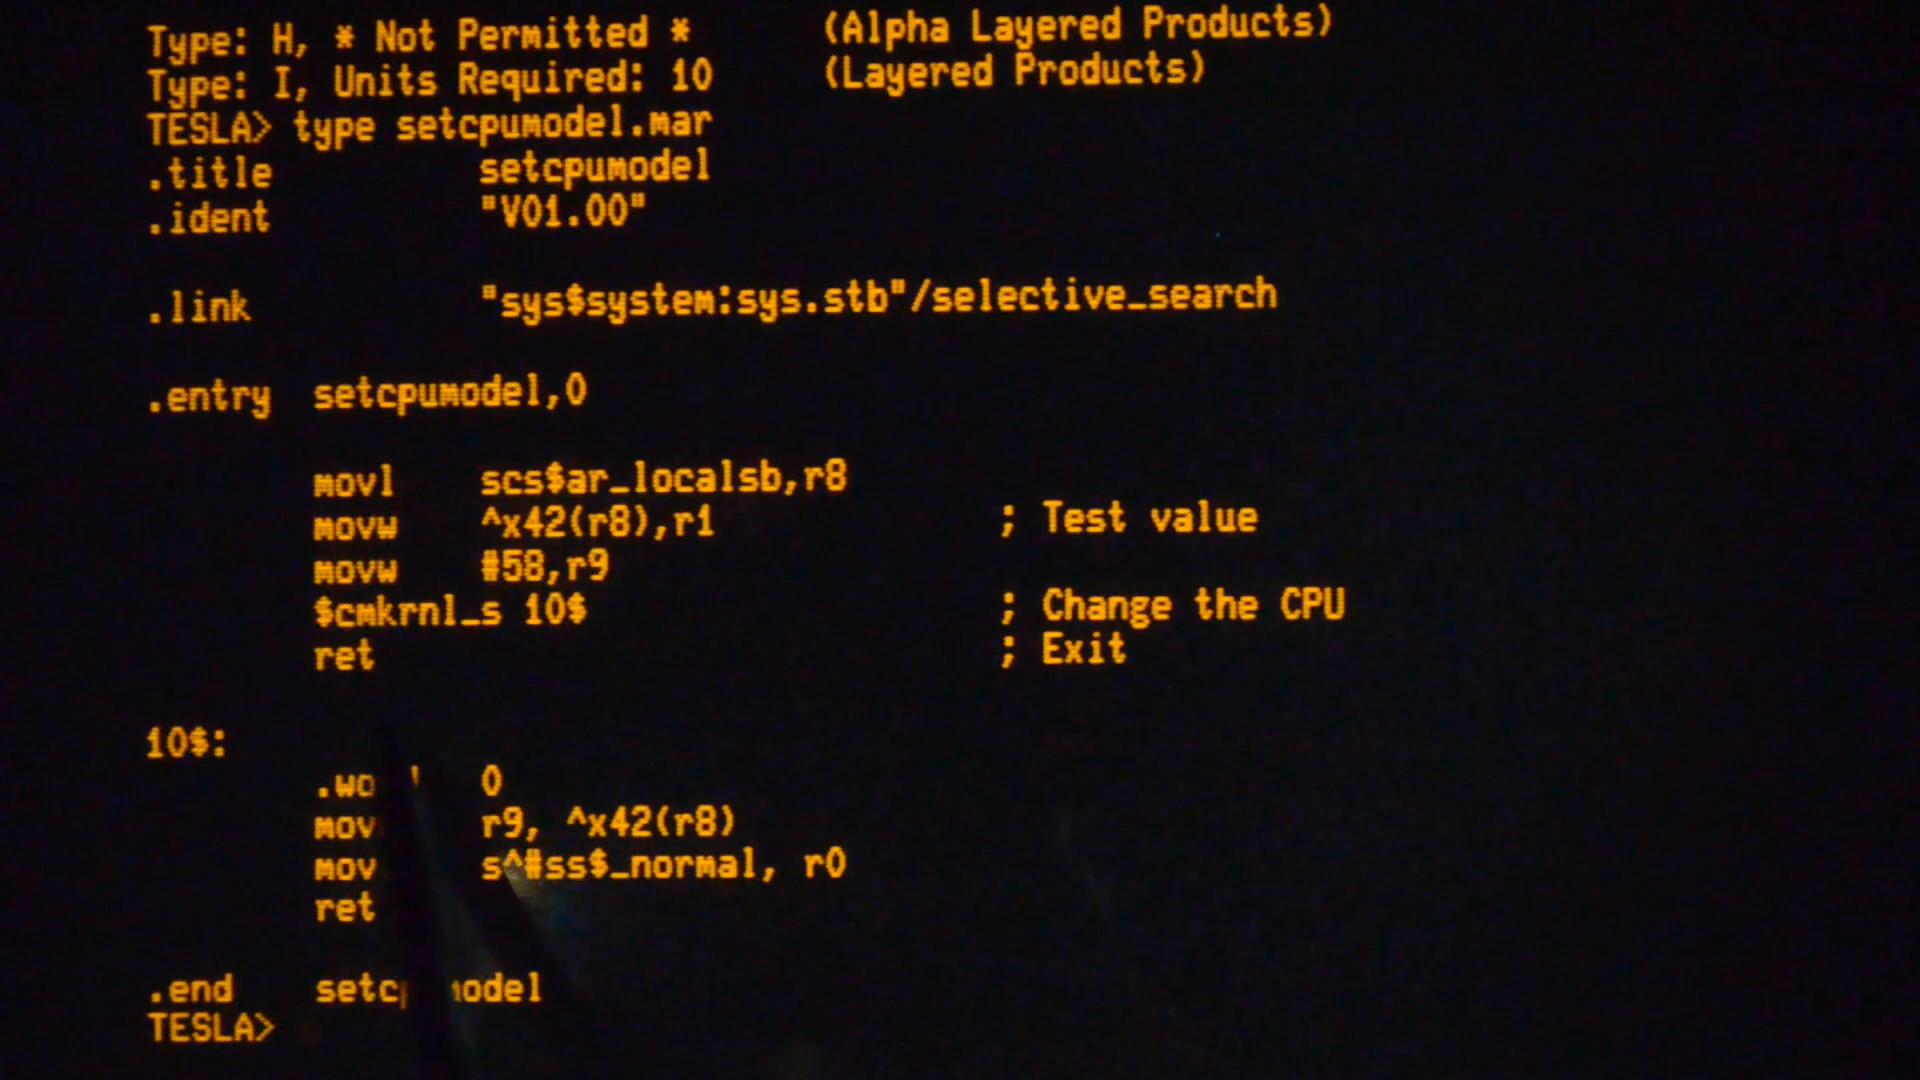 Type: H, * Not Permitted * (Alpha Layered Products)
Type: I, Units Required: 10 (Layered Products)
TESLA> type setcpumodel.mar
.title setcpumodel
.ident "V01.00"
.link "sys$system:sys.stb"/selective_search
.entry setcpumodel,0
movl scs$ar_localsb,r8
movw ^x42(r8),r1 ; Test value
movw #58,r9
$cmkrnl_s 10$ ; Change the CPU
ret ; Exit
10$:
0
r9, ^x42(r8)
s^#ss$_normal, r0
ret
.end
TESLA>